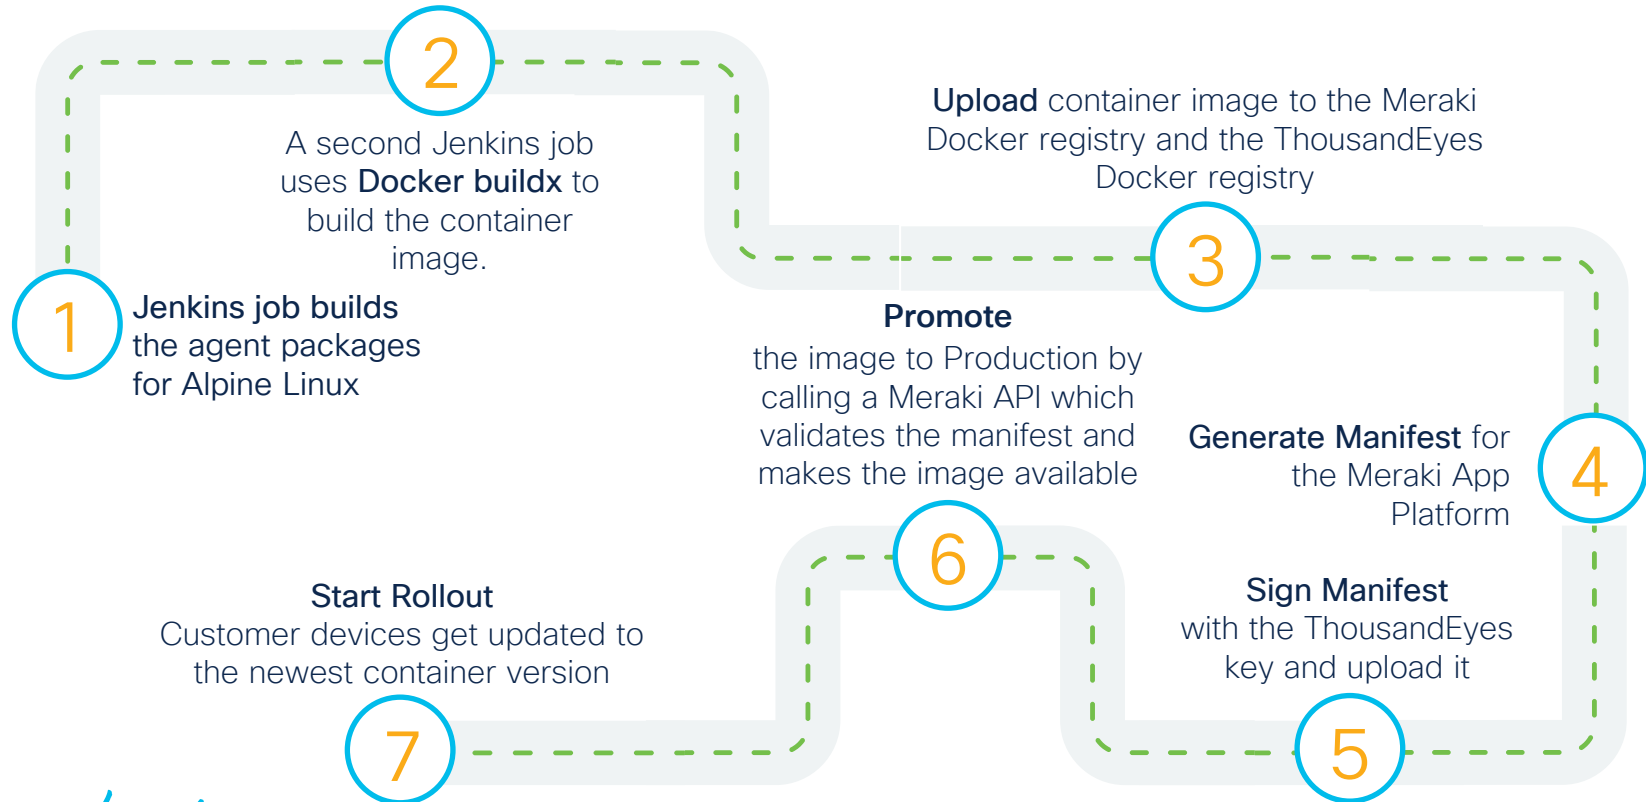 1
Jenkins job builds
the agent packages
for Alpine Linux
2
A second Jenkins job
uses Docker buildx to
build the container
image.
Upload container image to the Meraki
Docker registry and the ThousandEyes
Docker registry
3
Generate Manifest for
the Meraki App
Platform
4
Sign Manifest
with the ThousandEyes
key and upload it
5
Promote
the image to Production by
calling a Meraki API which
validates the manifest and
makes the image available
6
Start Rollout
Customer devices get updated to
the newest container version
7